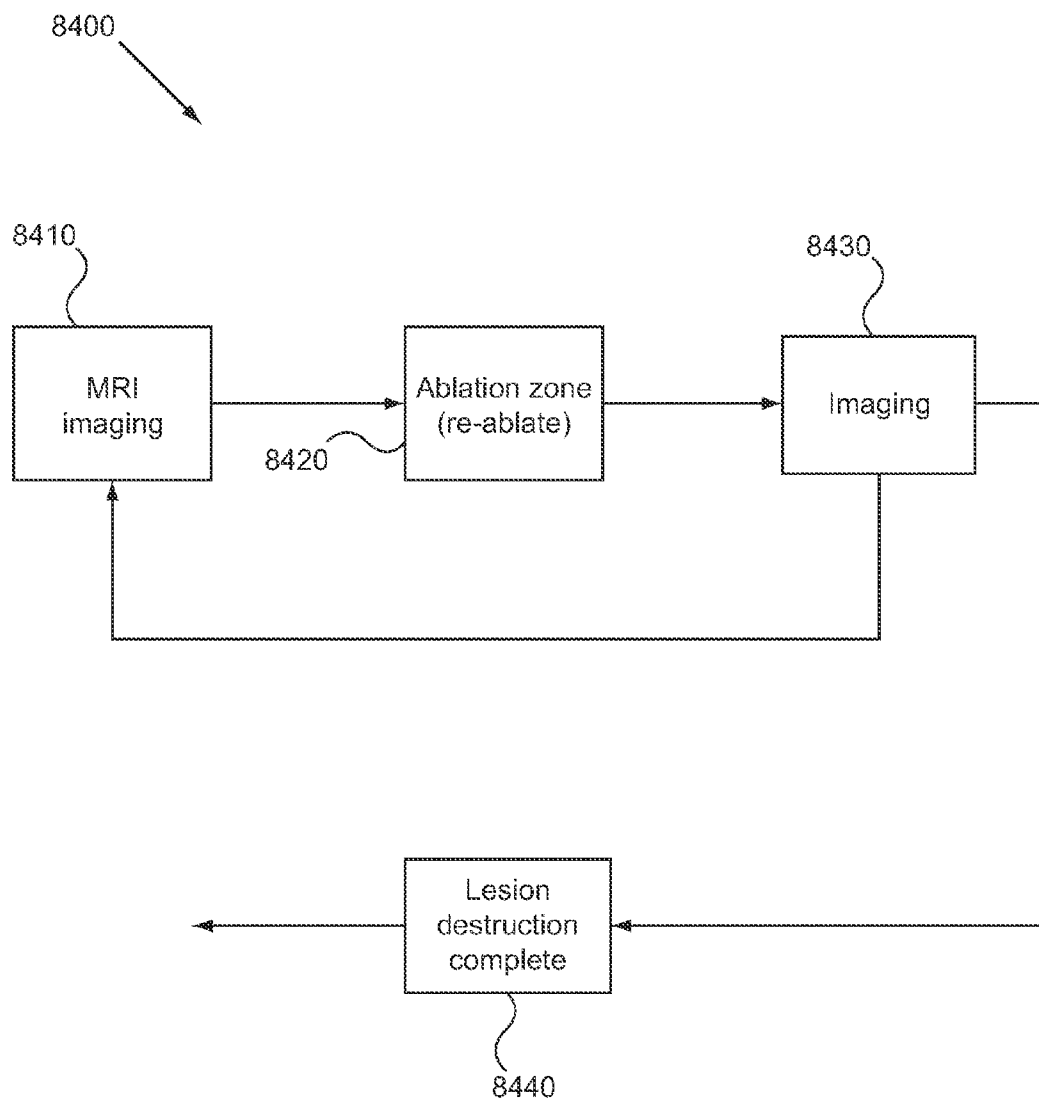 8400
8410
8430
MRI
imaging
Ablation zone
(re-ablate)
Imaging
8420
Lesion
destruction
complete
8440